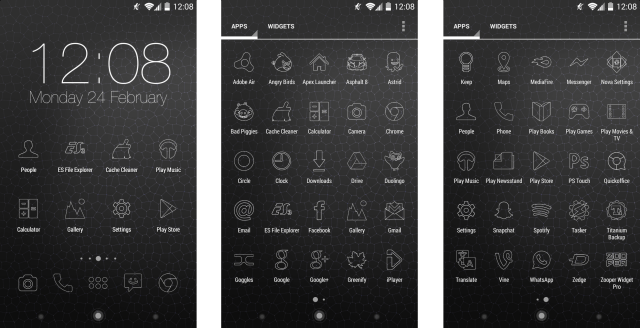 12:08
12:08
Monday 24 February
People ES File Explorer Cache Cleaner Play Music
Calculator Gallery Settings Play Store
12:08
APPS WIDGETS
Adobe Air Angry Birds Apex Launcher Asphalt 8 Astrid
Bad Piggies Cache Cleaner Calculator Camera Chrome
Circle Clock Downloads Drive Duolingo
Email ES File Explorer Facebook Gallery Gmail
Goggles Google Google+ Greenify iPlayer
12:08
APPS WIDGETS
Keep Maps MediaFire Messenger Nova Settings
People Phone Play Books Play Games Play Movies &
TV
Play Music Play Newsstand Play Store PS Touch Quickoffice
Settings Snapchat Spotify Tasker Titanium
Backup
Translate Vine WhatsApp Zedge Zooper Widget
Pro